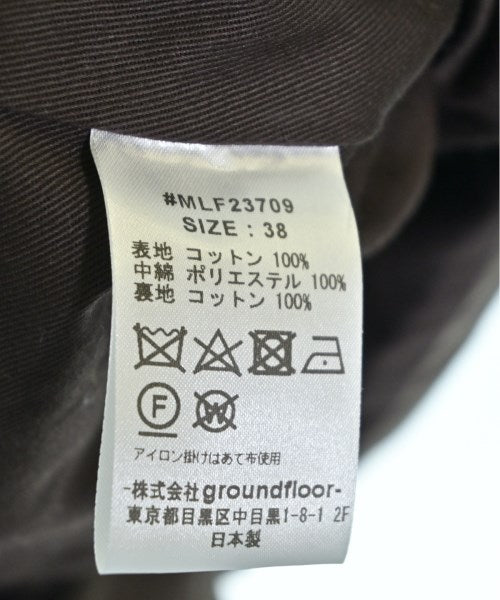 #MLF23709
SIZE : 38
表地 コットン 100%
中綿 ポリエステル 100%
裏地 コットン 100%
F W
アイロン掛けはあて布使用
-株式会社groundfloor-
東京都目黒区中目黒1-8-1 2F
日本製